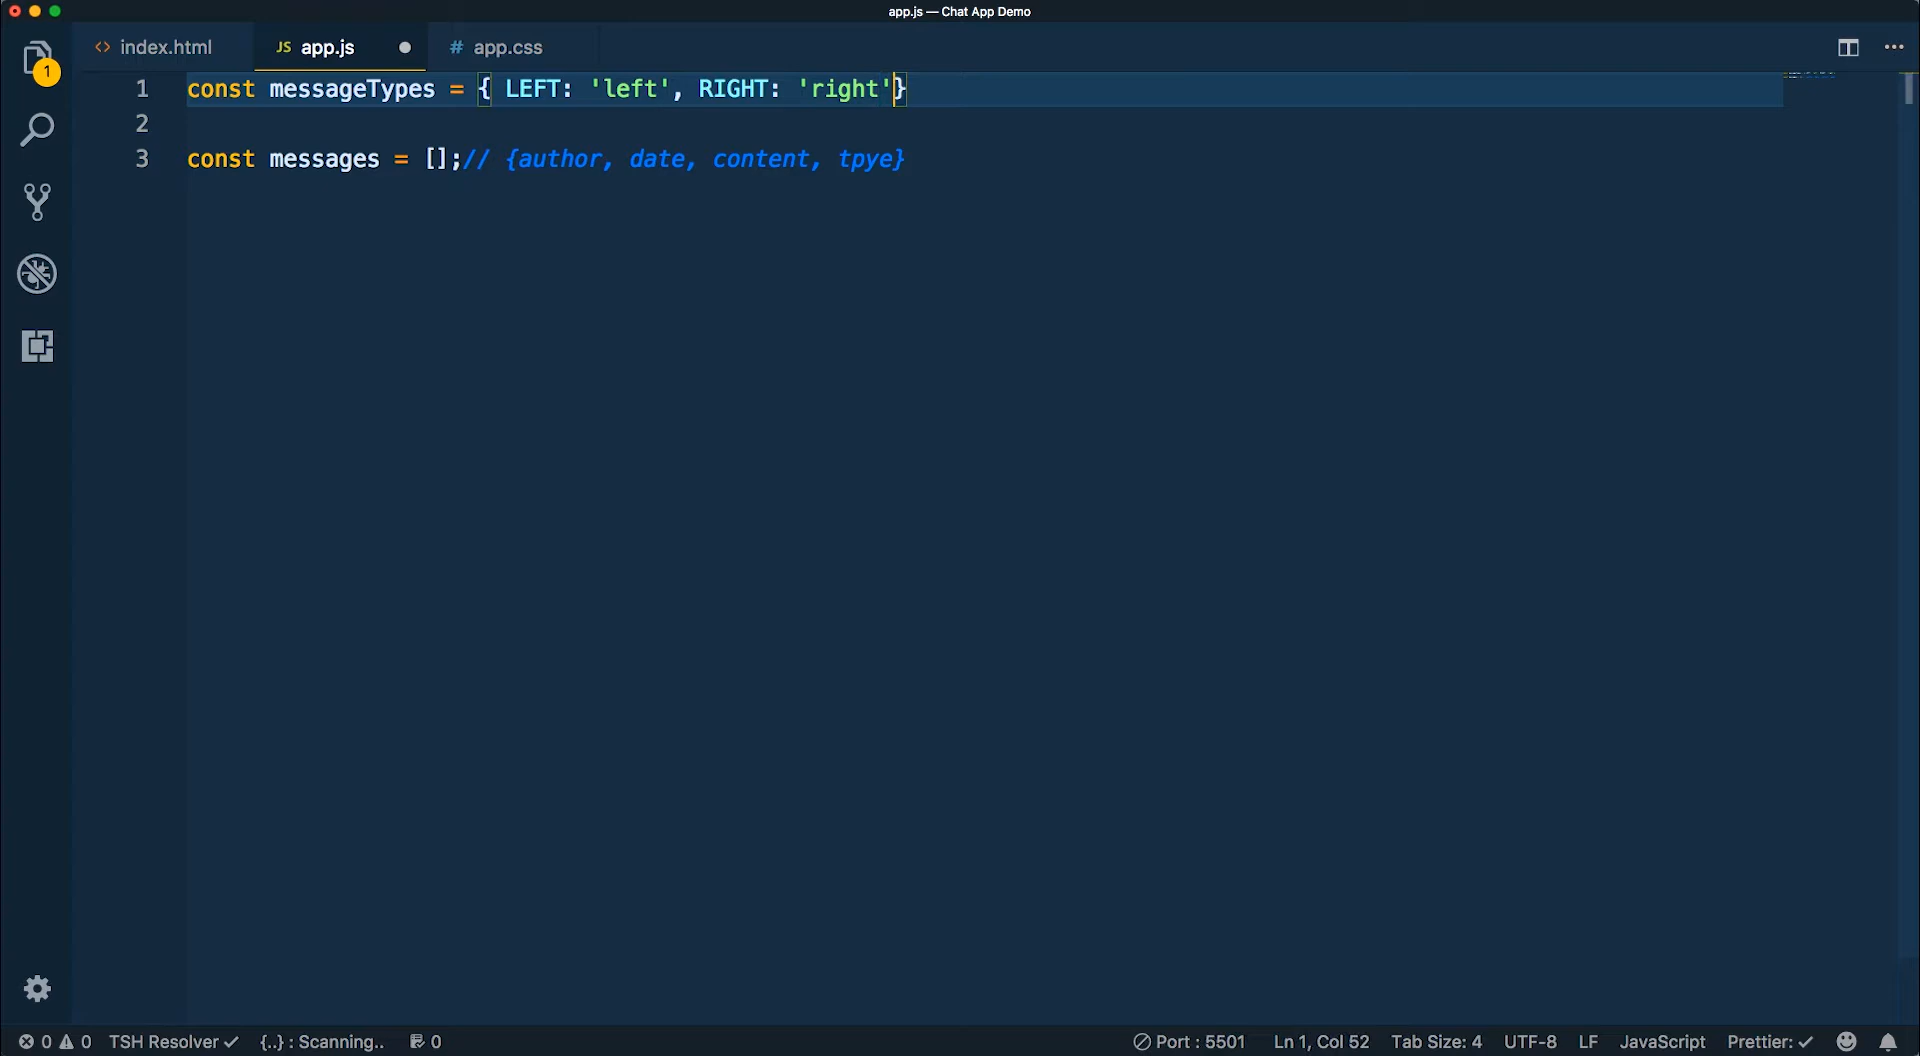 app.js — Chat App Demo
<> index.html JS app.js # app.css
1
1 const messageTypes = { LEFT: 'left', RIGHT: 'right'}
2
3 const messages = [];// {author, date, content, tpye}
0 0 TSH Resolver ✓ {..} : Scanning.. 0 Port : 5501 Ln 1, Col 52 Tab Size: 4 UTF-8 LF JavaScript Prettier: ✓